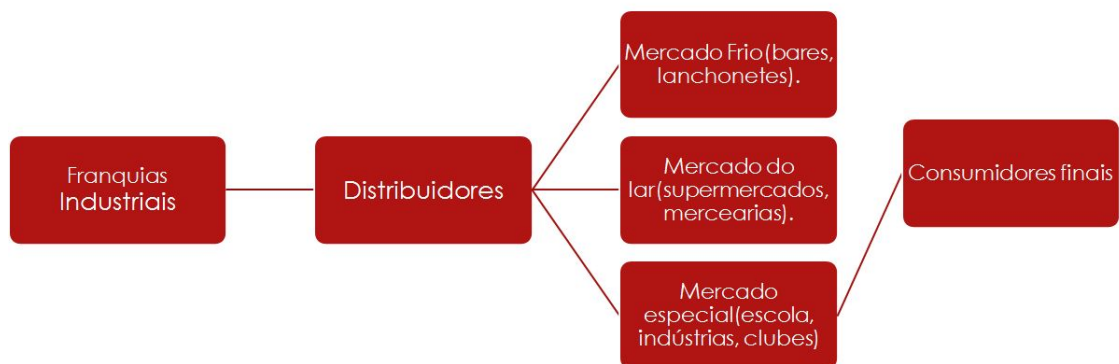 Franquias
Industriais
Distribuidores
Mercado Frio(bares,
lanchonetes).
Mercado do
lar(supermercados,
mercearias).
Mercado
especial(escola,
indústrias, clubes)
Consumidores finais